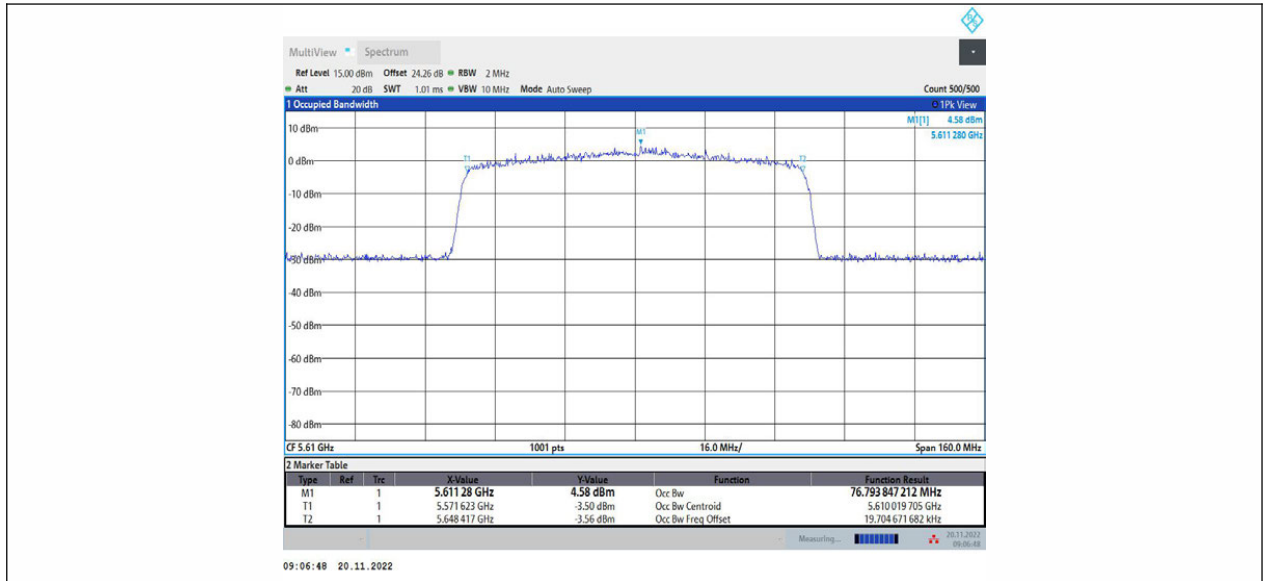 MultiView Spectrum
Ref Level 15.00 dBm Offset 24.26 dB RBW 2 MHz
Att 20 dB SWT 1.01 ms VBW 10 MHz Mode Auto Sweep Count 500/500
1 Occupied Bandwidth 1Pk View
M1[1] 4.58 dBm
5.611 280 GHz
10 dBm
M1
0 dBm
T1 T2
-10 dBm
-20 dBm
-30 dBm
-40 dBm
-50 dBm
-60 dBm
-70 dBm
-80 dBm
CF 5.61 GHz 1001 pts 16.0 MHz/ Span 160.0 MHz
2 Marker Table
Type Ref Trc X-Value Y-Value Function Function Result
M1 1 5.611 28 GHz 4.58 dBm Occ Bw 76.793 847 212 MHz
T1 1 5.571 623 GHz -3.50 dBm Occ Bw Centroid 5.610 019 705 GHz
T2 1 5.648 417 GHz -3.56 dBm Occ Bw Freq Offset 19.704 671 682 kHz
Measuring... 20.11.2022
09:06:48
09:06:48 20.11.2022